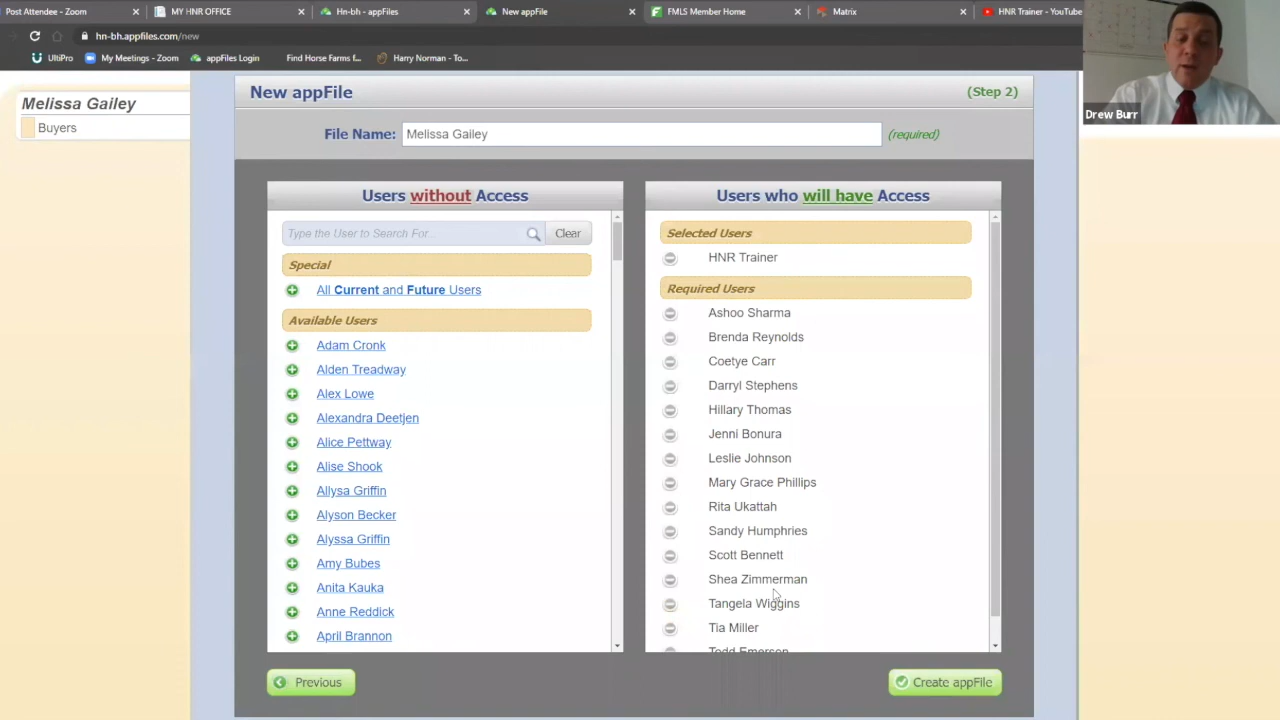 Post Attendee - Zoom
MY HNR OFFICE
Hn-bh - appFiles
New appFile
FMLS Member Home
Matrix
HNR Trainer - YouTube
hn-bh.appfiles.com/new
UltiPro
My Meetings - Zoom
appFiles Login
Find Horse Farms f...
Harry Norman - To...
Drew Burr
Melissa Gailey
Buyers
New appFile
(Step 2)
File Name:
Melissa Gailey
(required)
Users without Access
Type the User to Search For...
Clear
Special
All Current and Future Users
Available Users
Adam Cronk
Alden Treadway
Alex Lowe
Alexandra Deetjen
Alice Pettway
Alise Shook
Allysa Griffin
Alyson Becker
Alyssa Griffin
Amy Bubes
Anita Kauka
Anne Reddick
April Brannon
Users who will have Access
Selected Users
HNR Trainer
Required Users
Ashoo Sharma
Brenda Reynolds
Coetye Carr
Darryl Stephens
Hillary Thomas
Jenni Bonura
Leslie Johnson
Mary Grace Phillips
Rita Ukattah
Sandy Humphries
Scott Bennett
Shea Zimmerman
Tangela Wiggins
Tia Miller
Todd Emerson
Previous
Create appFile